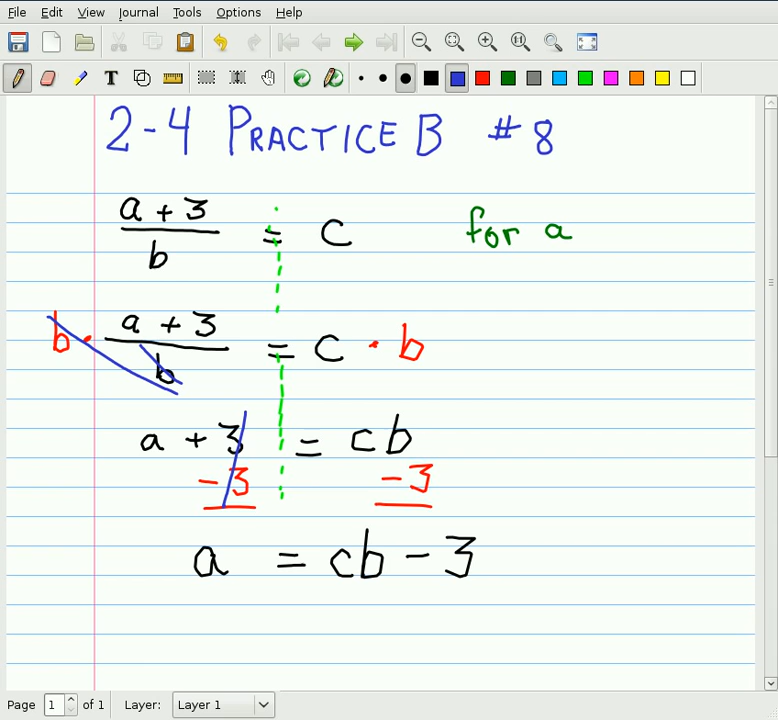 File Edit View Journal Tools Options Help
2-4 PRACTICE B # 8
a + 3
b
= c
for a
b · a + 3
b
= c · b
a + 3 = cb
- 3 - 3
a = cb - 3
Page 1 of 1 Layer: Layer 1